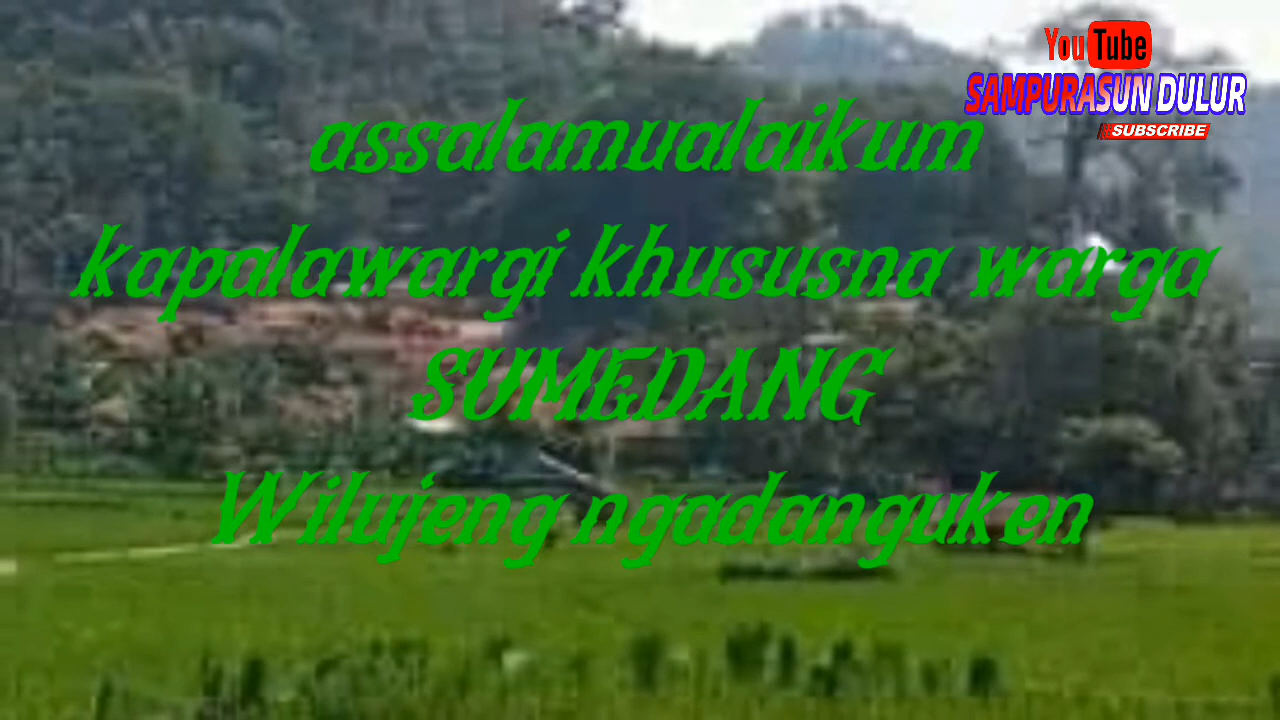 YouTube
SAMPURASUN DULUR
SUBSCRIBE
assalamualaikum
kapalawargi khususna warga
SUMEDANG
Wilujeng ngadanguken